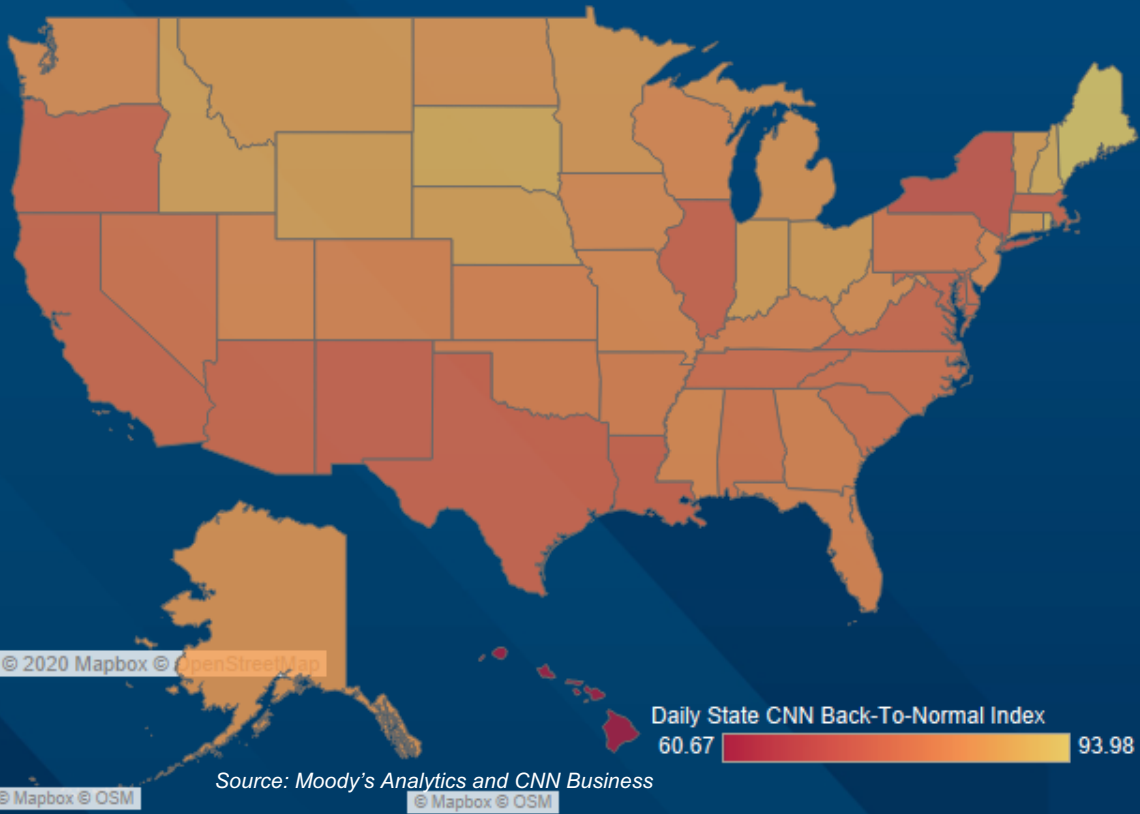 © 2020 Mapbox © OpenStreetMap
Daily State CNN Back-To-Normal Index
60.67 93.98
Source: Moody's Analytics and CNN Business
© Mapbox © OSM
© Mapbox © OSM